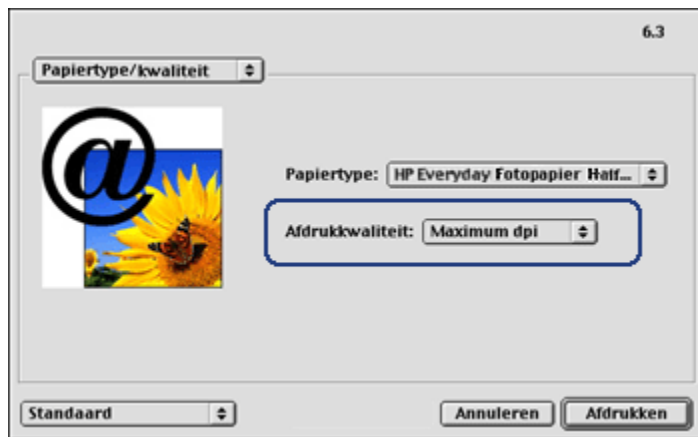 6.3
Papiertype/kwaliteit
@
Papiertype: HP Everyday Fotopapier Half...
Afdrukkwaliteit: Maximum dpi
Standaard Annuleren Afdrukken